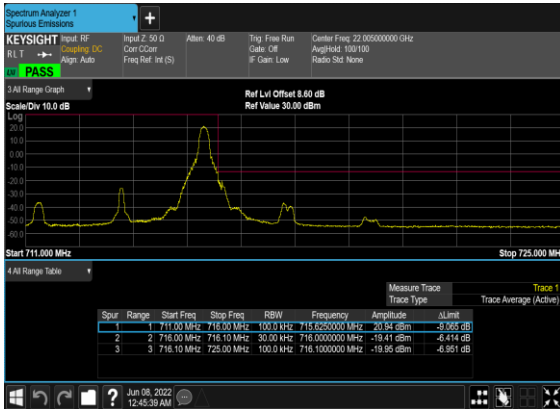 Spectrum Analyzer 1
Spurious Emissions
KEYSIGHT Input: RF Input Z: 50 Ω Atten: 40 dB Trig: Free Run Center Freq: 22.005000000 GHz
RLT Coupling: DC Corr CCorr Gate: Off Avg|Hold: 100/100
Align: Auto Freq Ref: Int (S) IF Gain: Low Radio Std: None
PASS
3 All Range Graph
Ref Lvl Offset 8.60 dB
Scale/Div 10.0 dB Ref Value 30.00 dBm
Log
20.0
10.0
0.00
-10.0
-20.0
-30.0
-40.0
-50.0
-60.0
Start 711.000 MHz Stop 725.000 MH
4 All Range Table
Measure Trace Trace 1
Trace Type Trace Average (Active)
Spur Range Start Freq Stop Freq RBW Frequency Amplitude ΔLimit
1 1 711.00 MHz 716.00 MHz 100.0 kHz 715.6250000 MHz 20.94 dBm -9.065 dB
2 2 716.00 MHz 716.10 MHz 30.00 kHz 716.0000000 MHz -19.41 dBm -6.414 dB
3 3 716.10 MHz 725.00 MHz 100.0 kHz 716.1000000 MHz -19.95 dBm -6.951 dB
?
Jun 08, 2022
12:45:39 AM